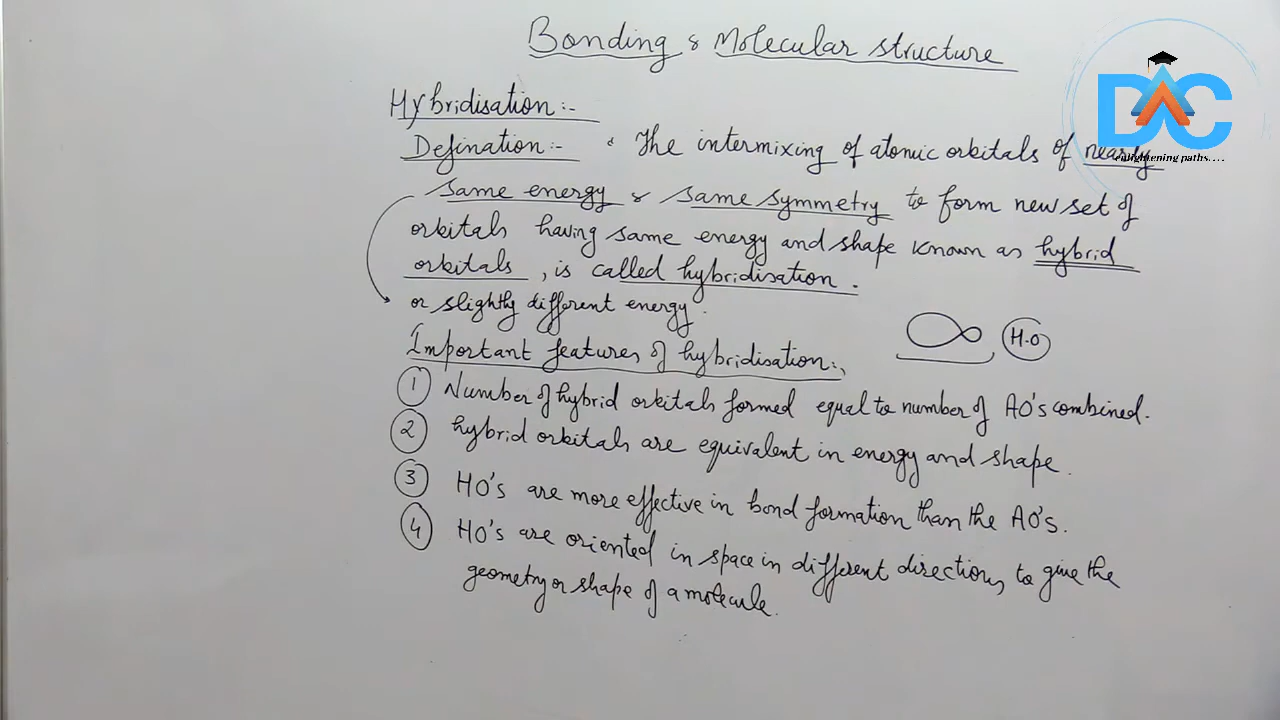 Bonding & Molecular structure
DAC
enlightening paths....
Hybridisation:-
Defination:- The intermixing of atomic orbitals of nearly
same energy & same symmetry to form new set of
orbitals having same energy and shape known as hybrid
orbitals, is called hybridisation.
or slightly different energy.
H.O
Important features of hybridisation:,
1 Number of hybrid orbitals formed equal to number of AO's combined.
2 hybrid orbitals are equivalent in energy and shape.
3 HO's are more effective in bond formation than the AO's.
4 HO's are oriented in space in different directions, to give the
geometry or shape of a molecule.